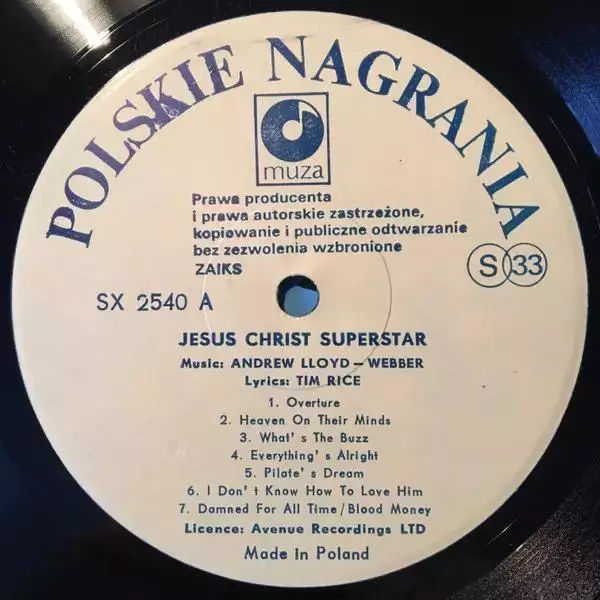 POLSKIE NAGRANIA
muza
Prawa producenta
i prawa autorskie zastrzeżone,
kopiowanie i publiczne odtwarzanie
bez zezwolenia wzbronione
ZAIKS
S 33
SX 2540 A
JESUS CHRIST SUPERSTAR
Music: ANDREW LLOYD - WEBBER
Lyrics: TIM RICE
1. Overture
2. Heaven On Their Minds
3. What's The Buzz
4. Everything's Alright
5. Pilate's Dream
6. I Don't Know How To Love Him
7. Damned For All Time/Blood Money
Licence: Avenue Recordings LTD
Made in Poland